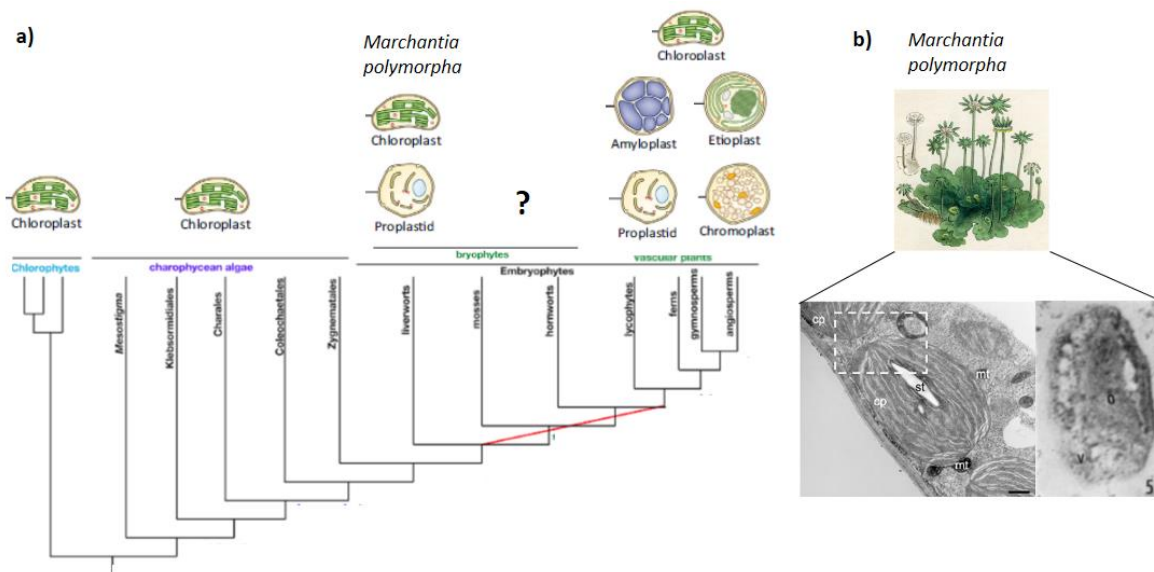 a)
Marchantia
polymorpha
Chloroplast
Chloroplast
Amyloplast
Etioplast
Chloroplast
Chloroplast
Proplastid
?
Proplastid
Chromoplast
Chlorophytes
charophycean algae
bryophytes
vascular plants
Embryophytes
Mesostigma
Klebsormidiales
Charales
Coleochaetales
Zygnematales
liverworts
mosses
hornworts
lycophytes
ferns
gymnosperms
angiosperms
b)
Marchantia
polymorpha
cp
st
mt
cp
mt
V
5